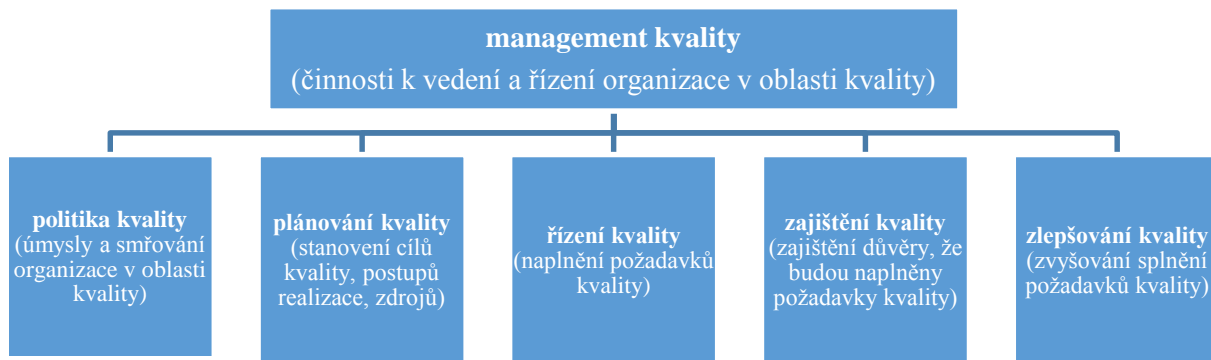 management kvality
(činnosti k vedení a řízení organizace v oblasti kvality)
politika kvality
(úmysly a smřování
organizace v oblasti
kvality)
plánování kvality
(stanovení cílů
kvality, postupů
realizace, zdrojů)
řízení kvality
(naplnění požadavků
kvality)
zajištění kvality
(zajištění důvěry, že
budou naplněny
požadavky kvality)
zlepšování kvality
(zvyšování splnění
požadavků kvality)